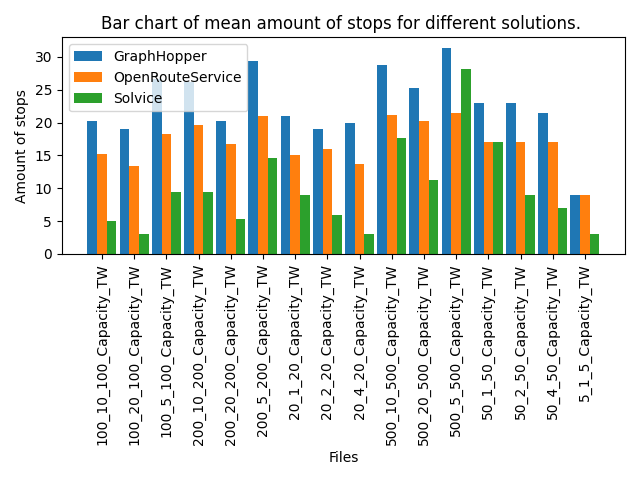 Bar chart of mean amount of stops for different solutions.
GraphHopper
OpenRouteService
Solvice
Amount of stops
30
25
20
15
10
5
0
100_10_100_Capacity_TW
100_20_100_Capacity_TW
100_5_100_Capacity_TW
200_10_200_Capacity_TW
200_20_200_Capacity_TW
200_5_200_Capacity_TW
20_1_20_Capacity_TW
20_2_20_Capacity_TW
20_4_20_Capacity_TW
500_10_500_Capacity_TW
500_20_500_Capacity_TW
500_5_500_Capacity_TW
50_1_50_Capacity_TW
50_2_50_Capacity_TW
50_4_50_Capacity_TW
5_1_5_Capacity_TW
Files